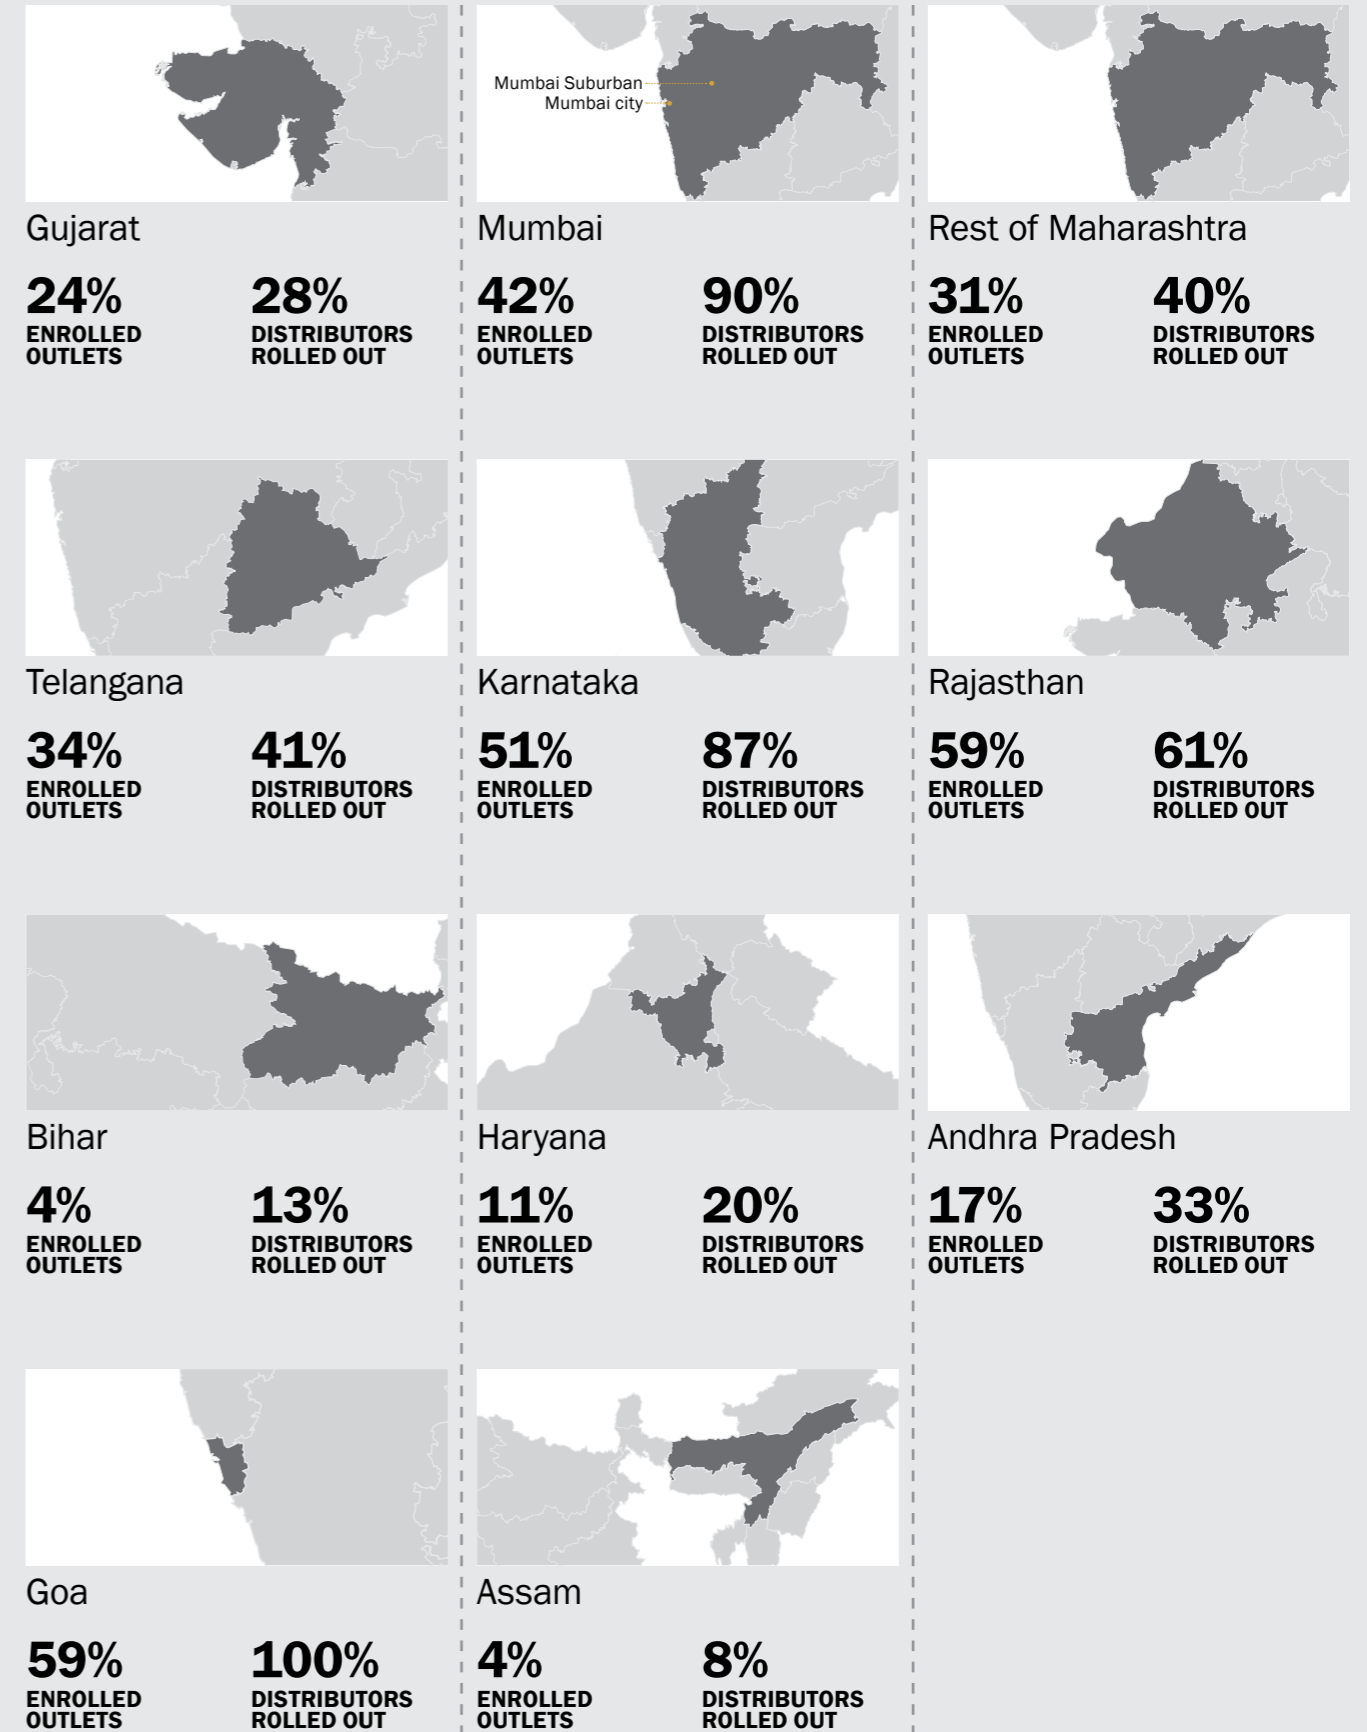 Mumbai Suburban
Mumbai city
Gujarat
24%
ENROLLED
OUTLETS
28%
DISTRIBUTORS
ROLLED OUT
Mumbai
42%
ENROLLED
OUTLETS
90%
DISTRIBUTORS
ROLLED OUT
Rest of Maharashtra
31%
ENROLLED
OUTLETS
40%
DISTRIBUTORS
ROLLED OUT
Telangana
34%
ENROLLED
OUTLETS
41%
DISTRIBUTORS
ROLLED OUT
Karnataka
51%
ENROLLED
OUTLETS
87%
DISTRIBUTORS
ROLLED OUT
Rajasthan
59%
ENROLLED
OUTLETS
61%
DISTRIBUTORS
ROLLED OUT
Bihar
4%
ENROLLED
OUTLETS
13%
DISTRIBUTORS
ROLLED OUT
Haryana
11%
ENROLLED
OUTLETS
20%
DISTRIBUTORS
ROLLED OUT
Andhra Pradesh
17%
ENROLLED
OUTLETS
33%
DISTRIBUTORS
ROLLED OUT
Goa
59%
ENROLLED
OUTLETS
100%
DISTRIBUTORS
ROLLED OUT
Assam
4%
ENROLLED
OUTLETS
8%
DISTRIBUTORS
ROLLED OUT